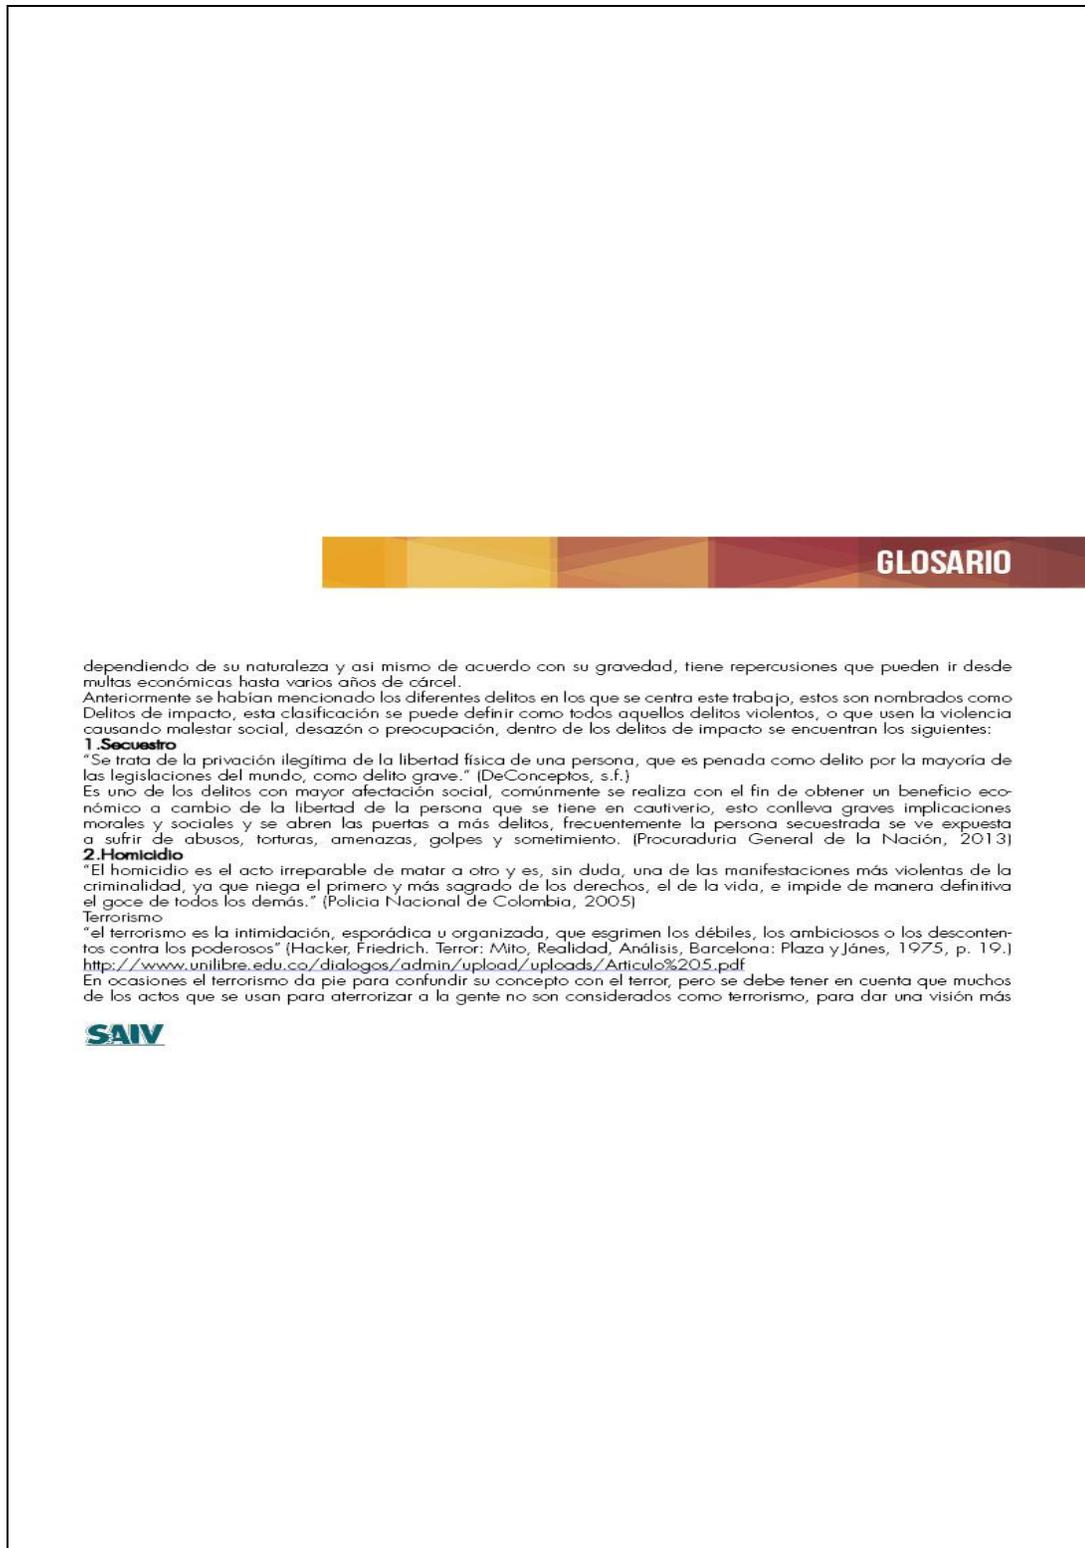 GLOSARIO
dependiendo de su naturaleza y asi mismo de acuerdo con su gravedad, tiene repercusiones que pueden ir desde
multas económicas hasta varios años de cárcel.
Anteriormente se habían mencionado los diferentes delitos en los que se centra este trabajo, estos son nombrados como
Delitos de impacto, esta clasificación se puede definir como todos aquellos delitos violentos, o que usen la violencia
causando malestar social, desazón o preocupación, dentro de los delitos de impacto se encuentran los siguientes:
1.Secuestro
"Se trata de la privación ilegítima de la libertad física de una persona, que es penada como delito por la mayoría de
las legislaciones del mundo, como delito grave." (DeConceptos, s.f.)
Es uno de los delitos con mayor afectación social, comúnmente se realiza con el fin de obtener un beneficio eco-
nómico a cambio de la libertad de la persona que se tiene en cautiverio, esto conlleva graves implicaciones
morales y sociales y se abren las puertas a más delitos, frecuentemente la persona secuestrada se ve expuesta
a sufrir de abusos, torturas, amenazas, golpes y sometimiento. (Procuraduria General de la Nación, 2013)
2.Homicidio
"El homicidio es el acto irreparable de matar a otro y es, sin duda, una de las manifestaciones más violentas de la
criminalidad, ya que niega el primero y más sagrado de los derechos, el de la vida, e impide de manera definitiva
el goce de todos los demás." (Policia Nacional de Colombia, 2005)
Terrorismo
"el terrorismo es la intimidación, esporádica u organizada, que esgrimen los débiles, los ambiciosos o los desconten-
tos contra los poderosos" (Hacker, Friedrich. Terror: Mito, Realidad, Análisis, Barcelona: Plaza y Jánes, 1975, p. 19.)
http://www.unilibre.edu.co/dialogos/admin/upload/uploads/Articulo%205.pdf
En ocasiones el terrorismo da pie para confundir su concepto con el terror, pero se debe tener en cuenta que muchos
de los actos que se usan para aterrorizar a la gente no son considerados como terrorismo, para dar una visión más
SAIV